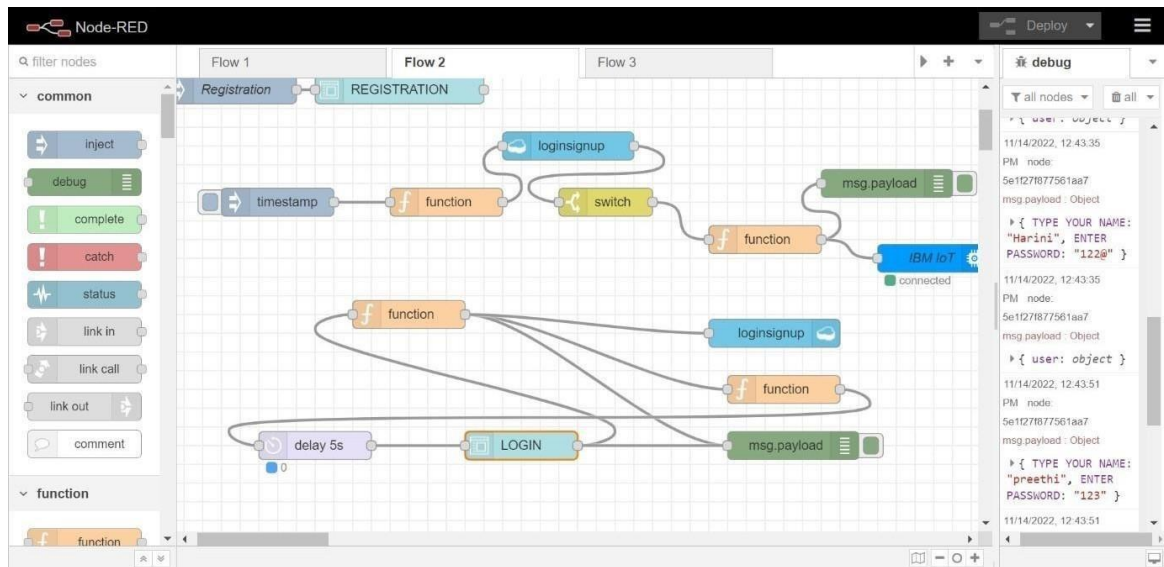 Node-RED
Deploy
filter nodes
Flow 1
Flow 2
Flow 3
debug
common
inject
debug
complete
catch
status
link in
link call
link out
comment
function
function
Registration
REGISTRATION
loginsignup
timestamp
function
switch
msg.payload
function
IBM IoT
connected
function
loginsignup
function
delay 5s
0
LOGIN
msg.payload
all nodes
all
{ user: object }
11/14/2022, 12:43:35
PM node:
5e1f27f877561aa7
msg.payload : Object
{ TYPE YOUR NAME:
"Harini", ENTER
PASSWORD: "122@" }
11/14/2022, 12:43:35
PM node:
5e1f27f877561aa7
msg.payload : Object
{ user: object }
11/14/2022, 12:43:51
PM node:
5e1f27f877561aa7
msg.payload : Object
{ TYPE YOUR NAME:
"preethi", ENTER
PASSWORD: "123" }
11/14/2022, 12:43:51